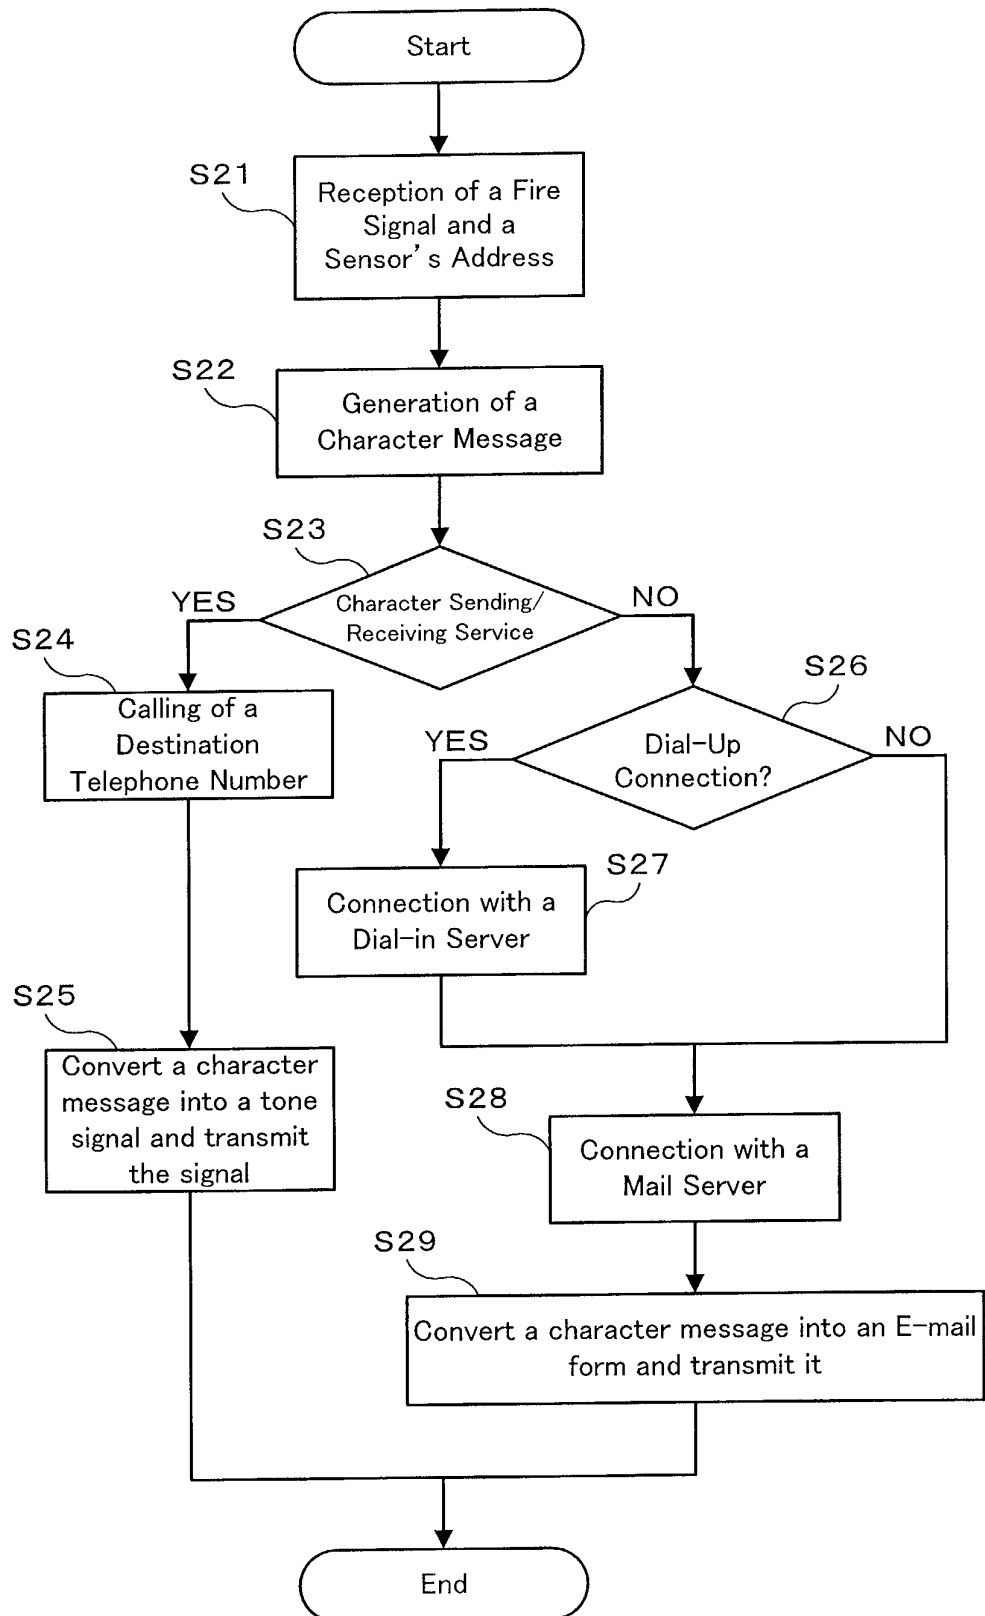 Start
S21
Reception of a Fire
Signal and a
Sensor's Address
S22
Generation of a
Character Message
S23
Character Sending/
Receiving Service
YES
NO
S24
Calling of a
Destination
Telephone Number
S26
Dial-Up
Connection?
YES
NO
S27
Connection with a
Dial-in Server
S25
Convert a character
message into a tone
signal and transmit
the signal
S28
Connection with a
Mail Server
S29
Convert a character message into an E-mail
form and transmit it
End